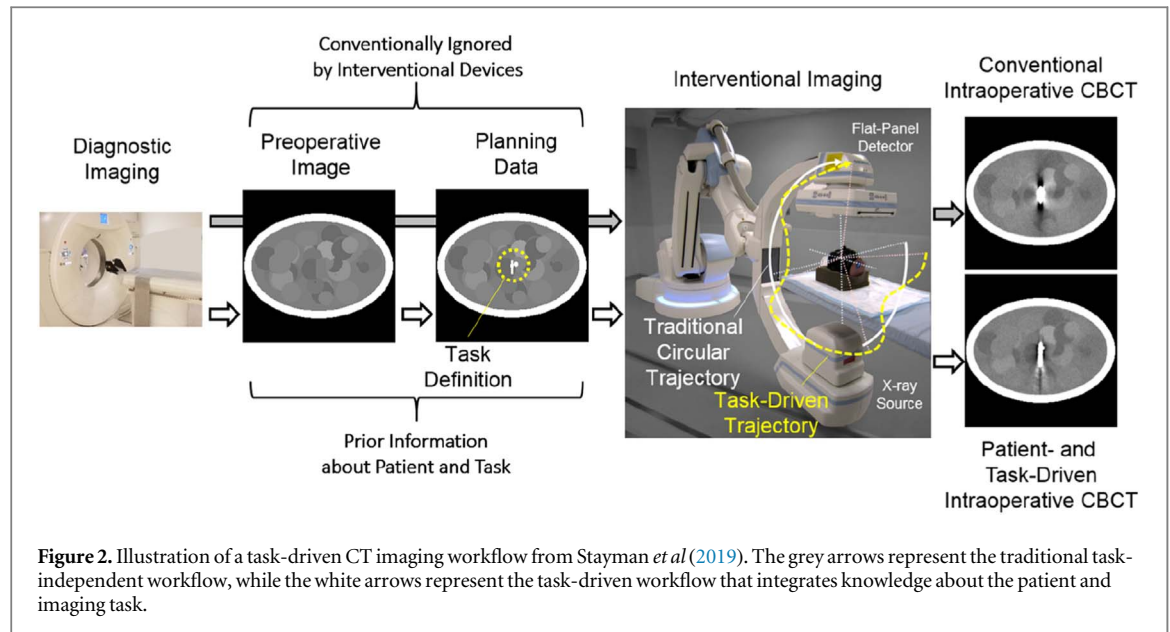 Conventionally Ignored
by Interventional Devices
Diagnostic
Imaging
Preoperative
Image
Planning
Data
Interventional Imaging
Conventional
Intraoperative CBCT
Flat-Panel
Detector
Task
Definition
Traditional
Circular
Trajectory
Task-Driven
Trajectory
X-ray
Source
Prior Information
about Patient and Task
Patient- and
Task-Driven
Intraoperative CBCT
Figure 2. Illustration of a task-driven CT imaging workflow from Stayman et al (2019). The grey arrows represent the traditional task-
independent workflow, while the white arrows represent the task-driven workflow that integrates knowledge about the patient and
imaging task.